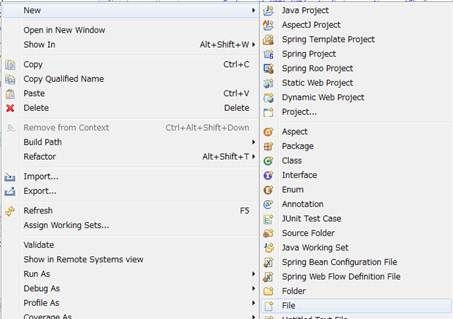 New
Open in New Window
Show In Alt+Shift+W
Copy Ctrl+C
Copy Qualified Name
Paste Ctrl+V
Delete Delete
Remove from Context Ctrl+Alt+Shift+Down
Build Path
Refactor Alt+Shift+T
Import...
Export...
Refresh F5
Assign Working Sets...
Validate
Show in Remote Systems view
Run As
Debug As
Profile As
Coverage As
Java Project
AspectJ Project
Spring Template Project
Spring Project
Spring Roo Project
Static Web Project
Dynamic Web Project
Project...
Aspect
Package
Class
Interface
Enum
Annotation
JUnit Test Case
Source Folder
Java Working Set
Spring Bean Configuration File
Spring Web Flow Definition File
Folder
File
Untitled Text File